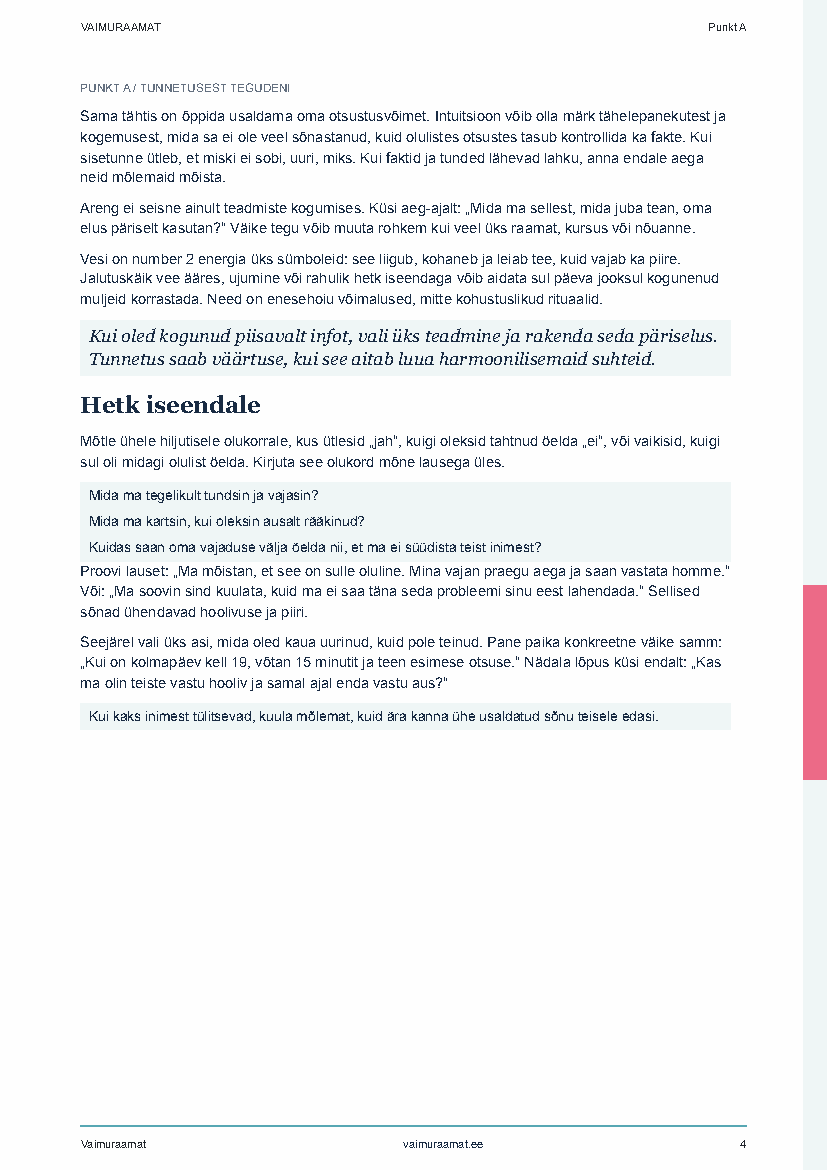 VAIMURAAMAT
Punkt A
PUNKT A / TUNNETUSEST TEGUDENI
Sama tähtis on õppida usaldama oma otsustusvõimet. Intuitsioon võib olla märk tähelepanekutest ja
kogemusest, mida sa ei ole veel sõnastanud, kuid olulistes otsustes tasub kontrollida ka fakte. Kui
sisetunne ütleb, et miski ei sobi, uuri, miks. Kui faktid ja tunded lähevad lahku, anna endale aega
neid mõlemaid mõista.
Areng ei seisne ainult teadmiste kogumises. Küsi aeg-ajalt: „Mida ma sellest, mida juba tean, oma
elus päriselt kasutan?” Väike tegu võib muuta rohkem kui veel üks raamat, kursus või nõuanne.
Vesi on number 2 energia üks sümboleid: see liigub, kohaneb ja leiab tee, kuid vajab ka piire.
Jalutuskäik vee ääres, ujumine või rahulik hetk iseendaga võib aidata sul päeva jooksul kogunenud
muljeid korrastada. Need on enesehoiu võimalused, mitte kohustuslikud rituaalid.
Kui oled kogunud piisavalt infot, vali üks teadmine ja rakenda seda päriselus.
Tunnetus saab väärtuse, kui see aitab luua harmoonilisemaid suhteid.
Hetk iseendale
Mõtle ühele hiljutisele olukorrale, kus ütlesid „jah”, kuigi oleksid tahtnud öelda „ei”, või vaikisid, kuigi
sul oli midagi olulist öelda. Kirjuta see olukord mõne lausega üles.
Mida ma tegelikult tundsin ja vajasin?
Mida ma kartsin, kui oleksin ausalt rääkinud?
Kuidas saan oma vajaduse välja öelda nii, et ma ei süüdista teist inimest?
Proovi lauset: „Ma mõistan, et see on sulle oluline. Mina vajan praegu aega ja saan vastata homme.”
Või: „Ma soovin sind kuulata, kuid ma ei saa täna seda probleemi sinu eest lahendada.” Sellised
sõnad ühendavad hoolivuse ja piiri.
Seejärel vali üks asi, mida oled kaua uurinud, kuid pole teinud. Pane paika konkreetne väike samm:
„Kui on kolmapäev kell 19, võtan 15 minutit ja teen esimese otsuse.” Nädala lõpus küsi endalt: „Kas
ma olin teiste vastu hooliv ja samal ajal enda vastu aus?”
Kui kaks inimest tülitsevad, kuula mõlemat, kuid ära kanna ühe usaldatud sõnu teisele edasi.
Vaimuraamat
vaimuraamat.ee
4